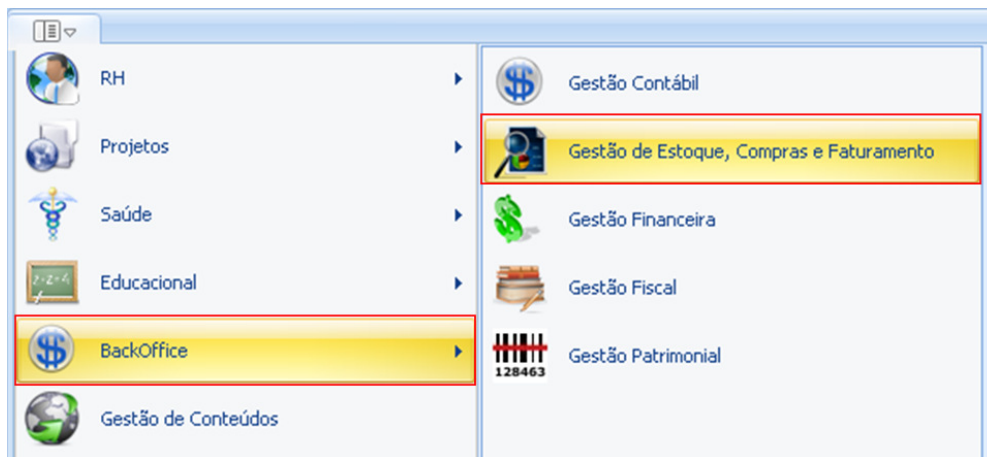 RH
Projetos
Saúde
Educacional
BackOffice
Gestão de Conteúdos
Gestão Contábil
Gestão de Estoque, Compras e Faturamento
Gestão Financeira
Gestão Fiscal
Gestão Patrimonial
128463